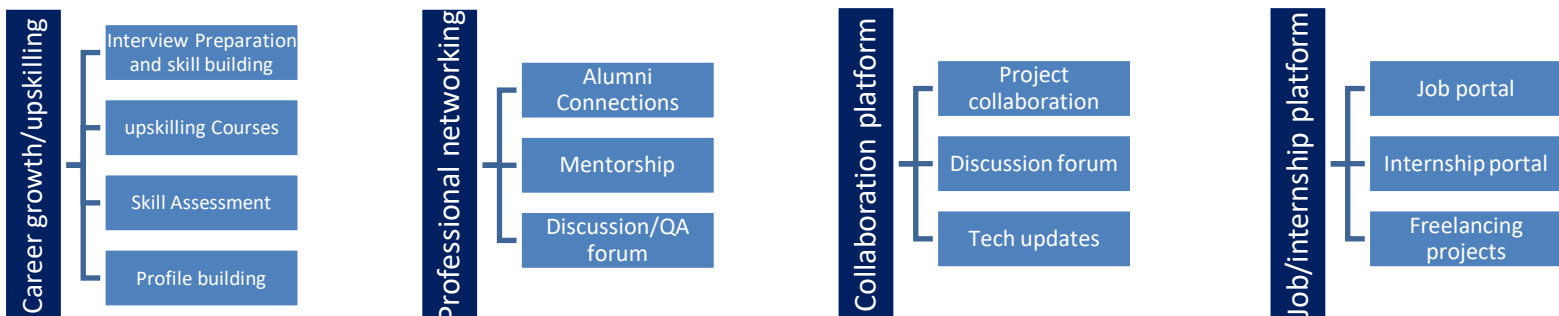 Career growth/upskilling
Interview Preparation
and skill building
upskilling Courses
Skill Assessment
Profile building
Professional networking
Alumni
Connections
Mentorship
Discussion/QA
forum
Collaboration platform
Project
collaboration
Discussion forum
Tech updates
Job/internship platform
Job portal
Internship portal
Freelancing
projects